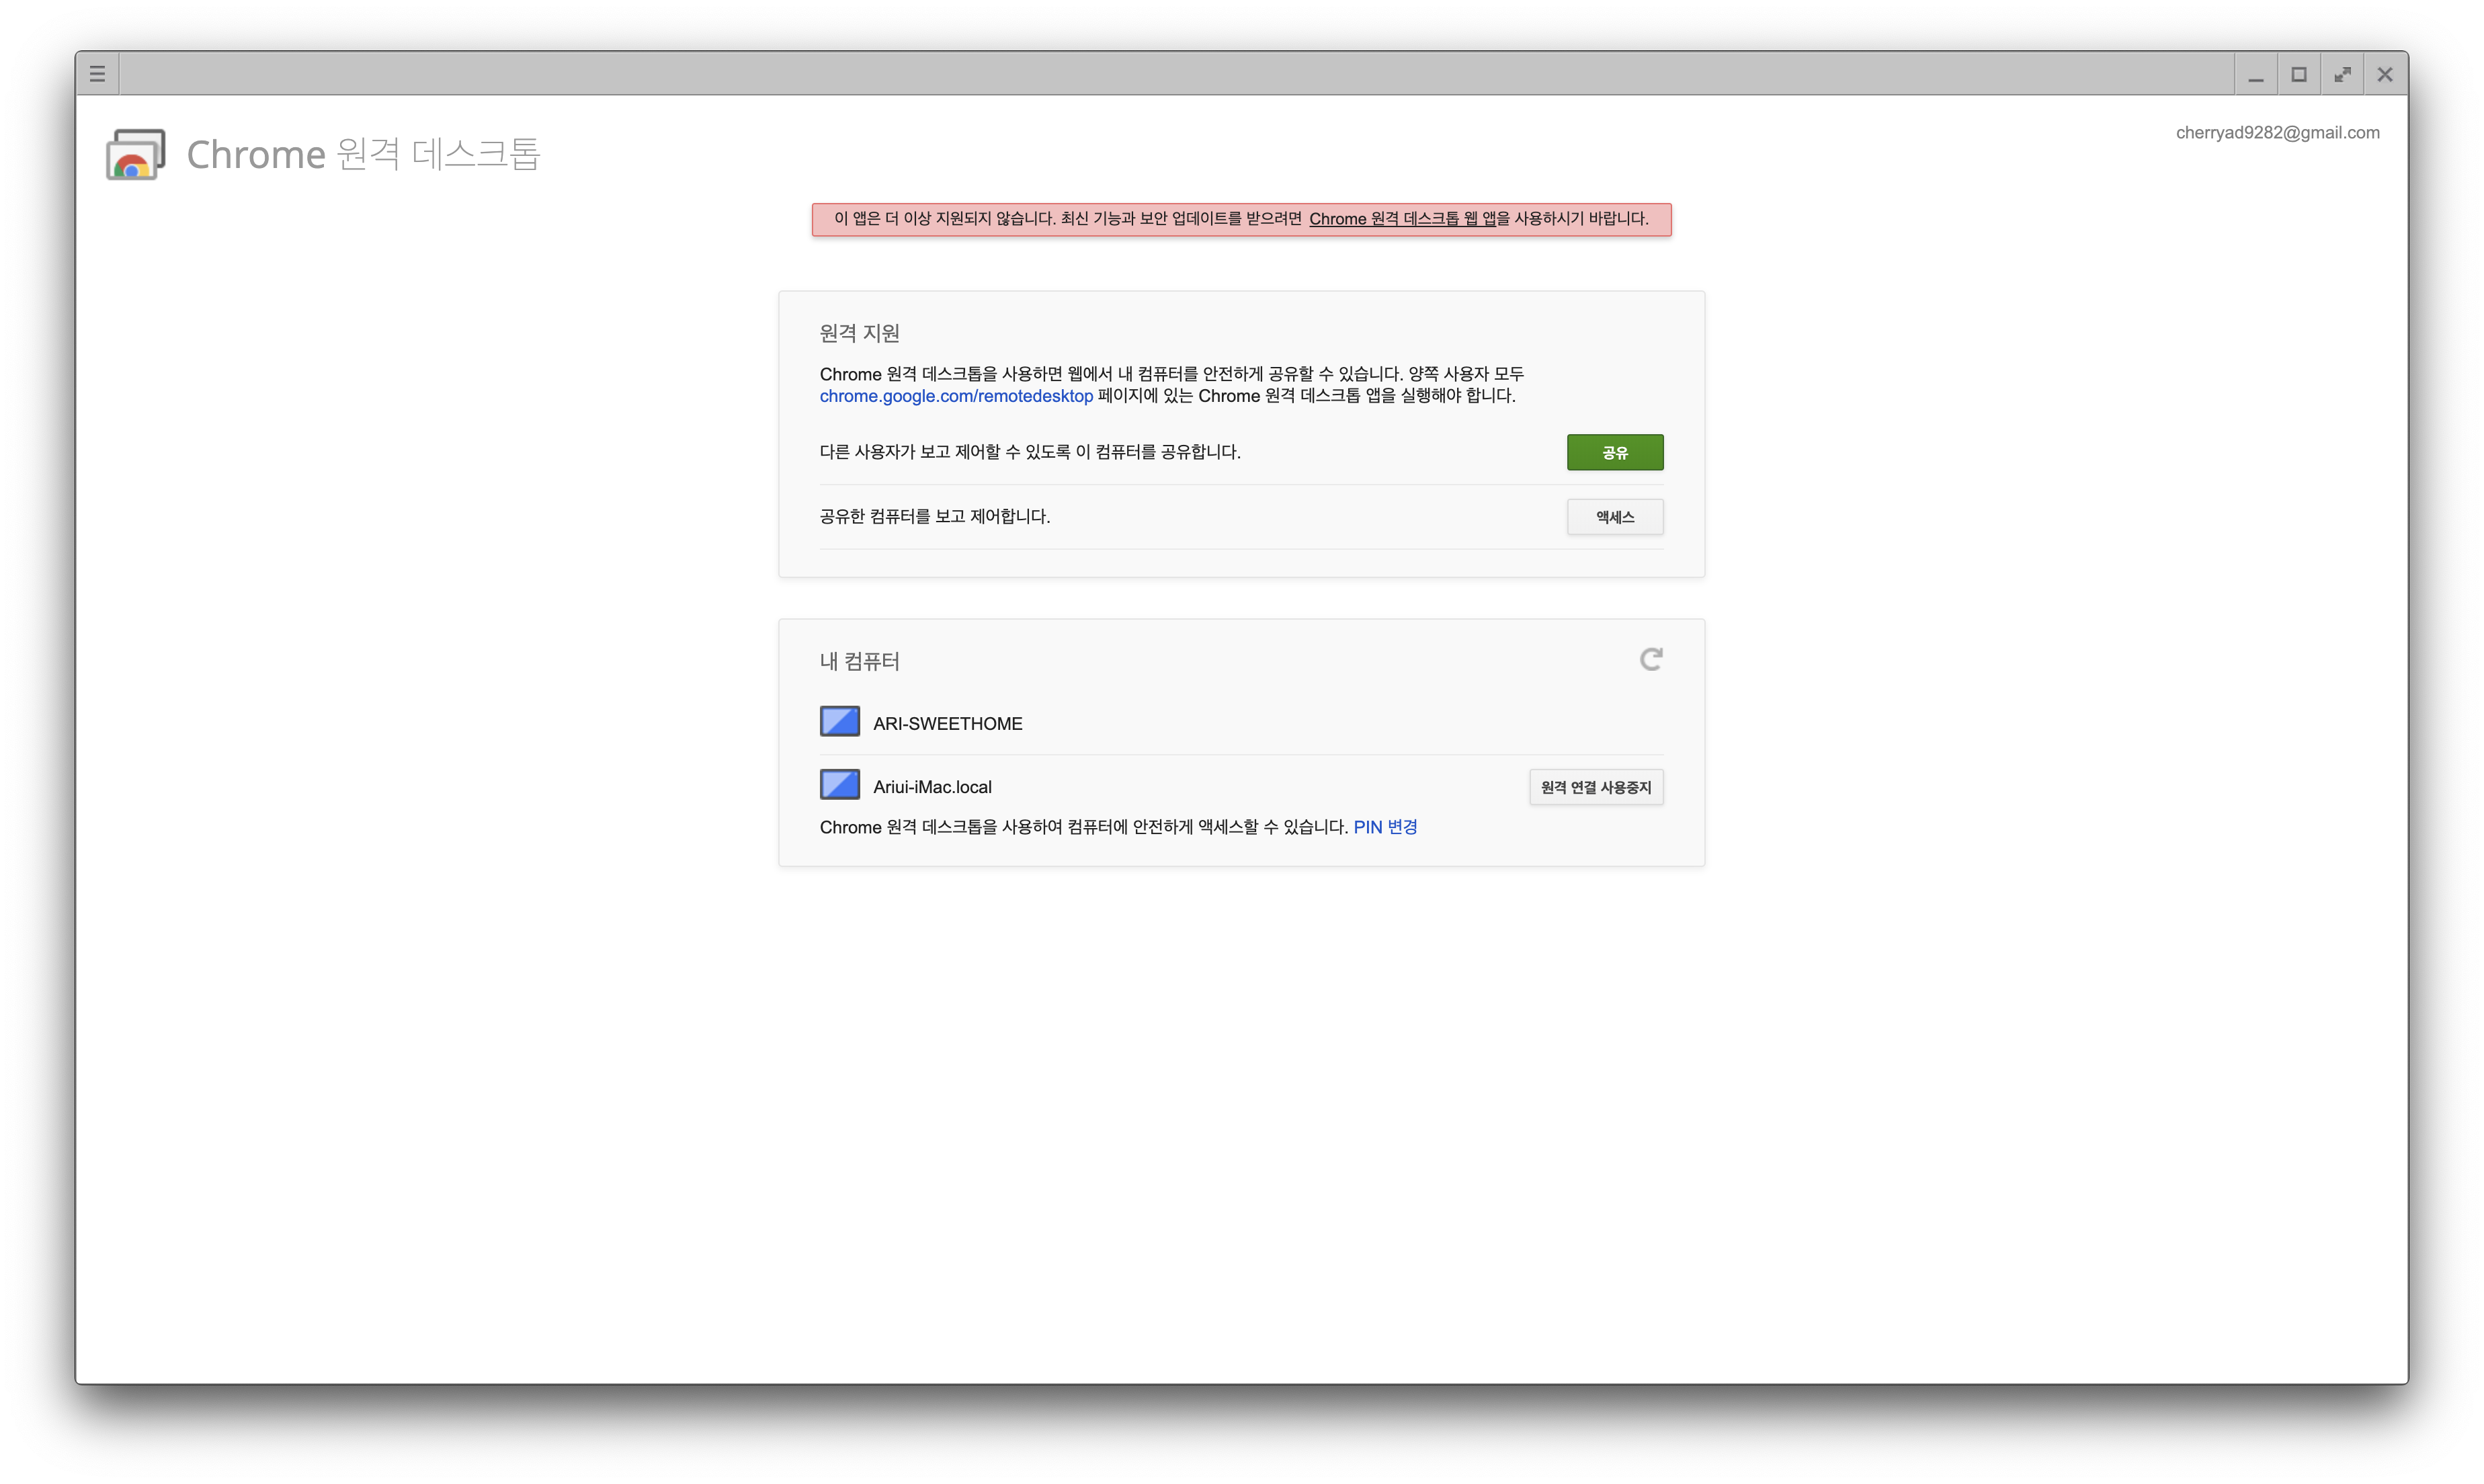 Chrome 원격 데스크톱
cherryad9282@gmail.com
이 앱은 더 이상 지원되지 않습니다. 최신 기능과 보안 업데이트를 받으려면 Chrome 원격 데스크톱 웹 앱을 사용하시기 바랍니다.
원격 지원
Chrome 원격 데스크톱을 사용하면 웹에서 내 컴퓨터를 안전하게 공유할 수 있습니다. 양쪽 사용자 모두
chrome.google.com/remotedesktop 페이지에 있는 Chrome 원격 데스크톱 앱을 실행해야 합니다.
다른 사용자가 보고 제어할 수 있도록 이 컴퓨터를 공유합니다.
공유
공유한 컴퓨터를 보고 제어합니다.
액세스
내 컴퓨터
ARI-SWEETHOME
Ariui-iMac.local
원격 연결 사용중지
Chrome 원격 데스크톱을 사용하여 컴퓨터에 안전하게 액세스할 수 있습니다. PIN 변경